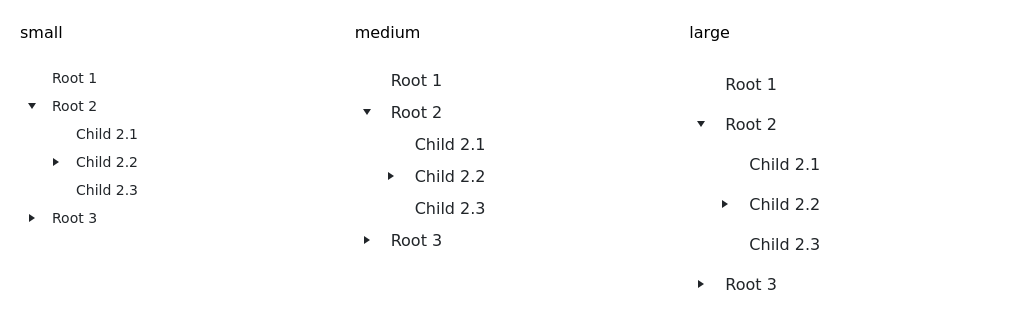 small
Root 1
Root 2
Child 2.1
Child 2.2
Child 2.3
Root 3
medium
Root 1
Root 2
Child 2.1
Child 2.2
Child 2.3
Root 3
large
Root 1
Root 2
Child 2.1
Child 2.2
Child 2.3
Root 3